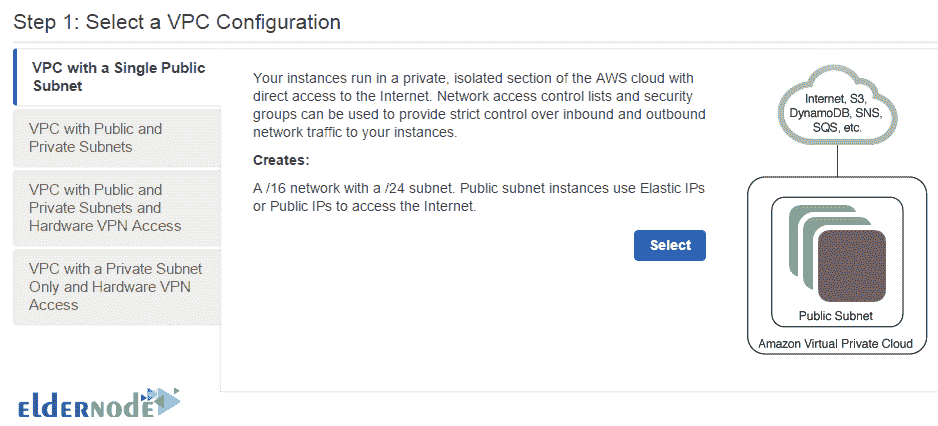 Step 1: Select a VPC Configuration
VPC with a Single Public
Subnet
VPC with Public and
Private Subnets
VPC with Public and
Private Subnets and
Hardware VPN Access
VPC with a Private Subnet
Only and Hardware VPN
Access
Your instances run in a private, isolated section of the AWS cloud with
direct access to the Internet. Network access control lists and security
groups can be used to provide strict control over inbound and outbound
network traffic to your instances.
Creates:
A /16 network with a /24 subnet. Public subnet instances use Elastic IPs
or Public IPs to access the Internet.
Select
Internet, S3,
DynamoDB, SNS,
SQS, etc.
Public Subnet
Amazon Virtual Private Cloud
eldernode